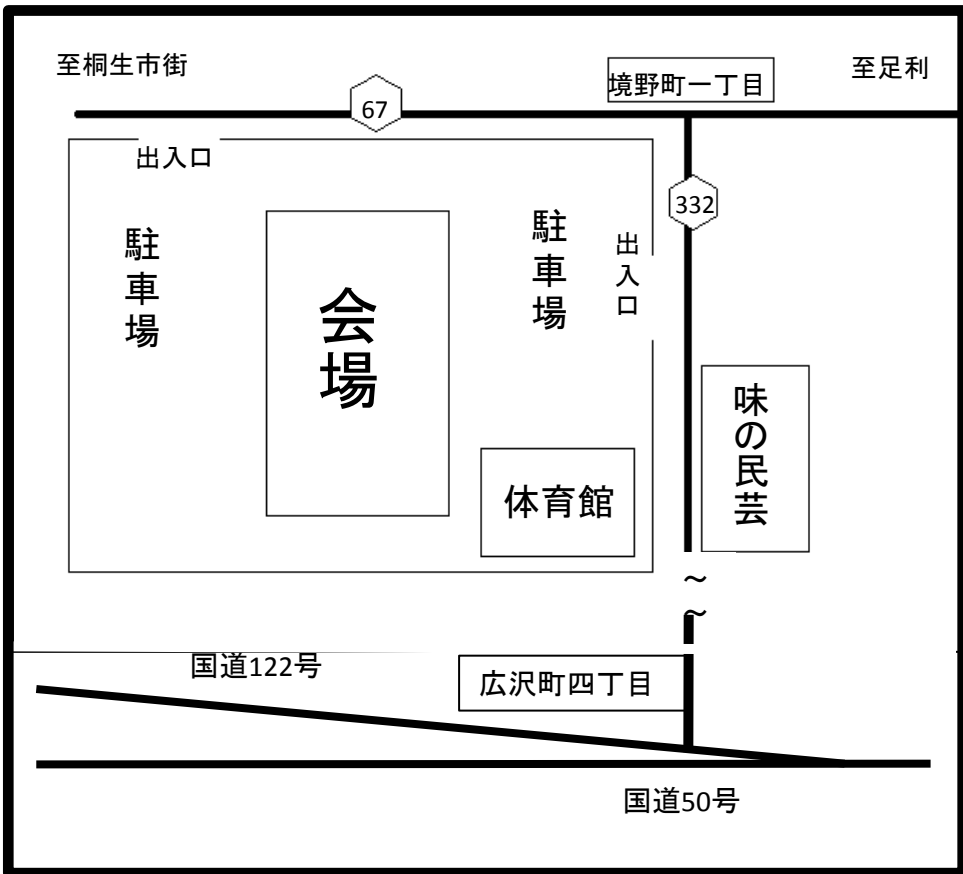 至桐生市街
67
境野町一丁目
至足利
出入口
332
駐車場
会場
駐車場
出入口
味の民芸
体育館
~
~
国道122号
広沢町四丁目
国道50号